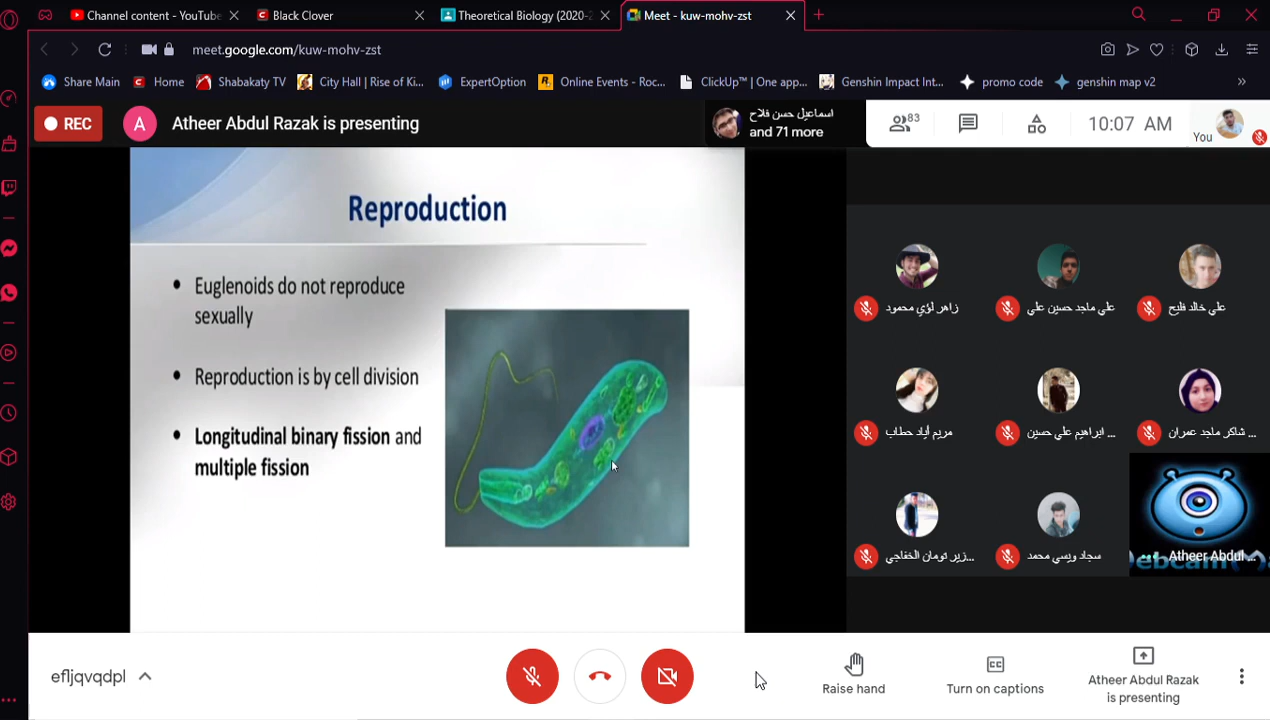 Channel content - YouTube
Black Clover
Theoretical Biology (2020-2
Meet - kuw-mohv-zst
meet.google.com/kuw-mohv-zst
Share Main
Home
Shabakaty TV
City Hall | Rise of Ki...
ExpertOption
Online Events - Roc...
ClickUp™ | One app...
Genshin Impact Int...
promo code
genshin map v2
REC
A
Atheer Abdul Razak is presenting
اسماعيل حسن فلاح
and 71 more
83
10:07 AM
You
Reproduction
• Euglenoids do not reproduce
sexually
• Reproduction is by cell division
• Longitudinal binary fission and
multiple fission
زاهر لؤي محمود
علي ماجد حسين علي
علي خالد فليح
مريم أياد حطاب
ابراهيم علي حسين ...
شاكر ماجد عمران ...
زير تومان الخفاجي...
سجاد ويسي محمد
Atheer Abdul ...
ebcam
efljqvqdpl
Raise hand
CC
Turn on captions
Atheer Abdul Razak
is presenting